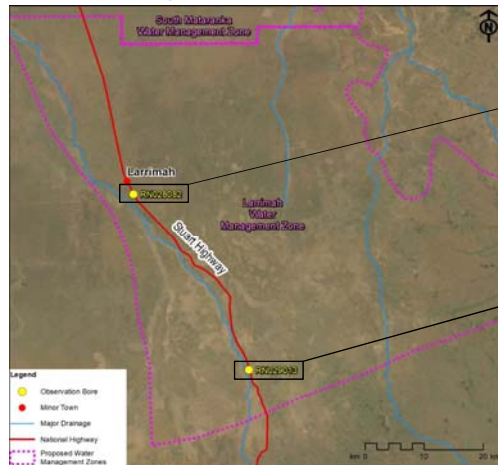 South Mataranka
Water Management Zone
N
Larrimah
Larrimah
Water
Management Zone
Stuart Highway
RN029013
Legend
Observation Bore
Minor Town
Major Drainage
National Highway
Proposed Water
Management Zones
km 0 10 20 km